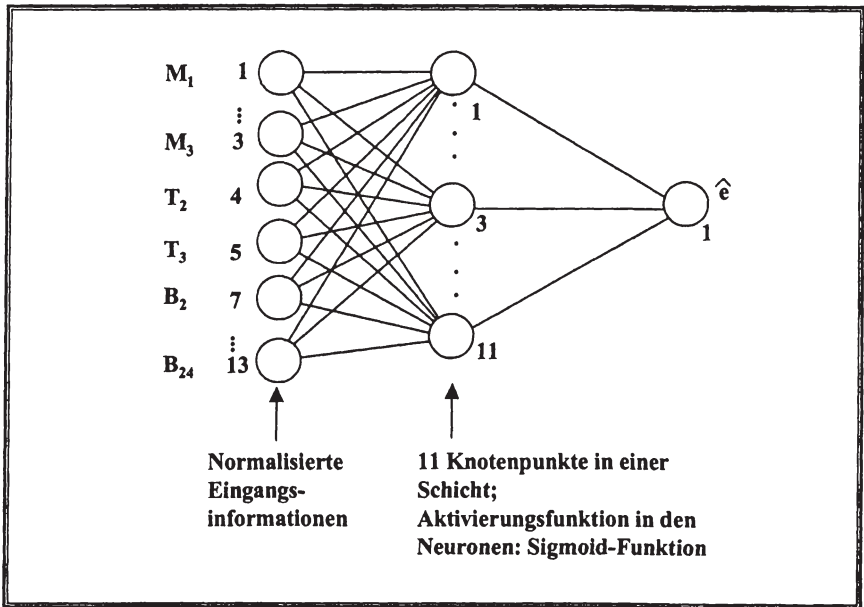 M₁ 1
1
M₃ 3
ê
T₂ 4
3
1
T₃ 5
B₂ 7
11
B₂₄ 13
Normalisierte
Eingangs-
informationen
11 Knotenpunkte in einer
Schicht;
Aktivierungsfunktion in den
Neuronen: Sigmoid-Funktion